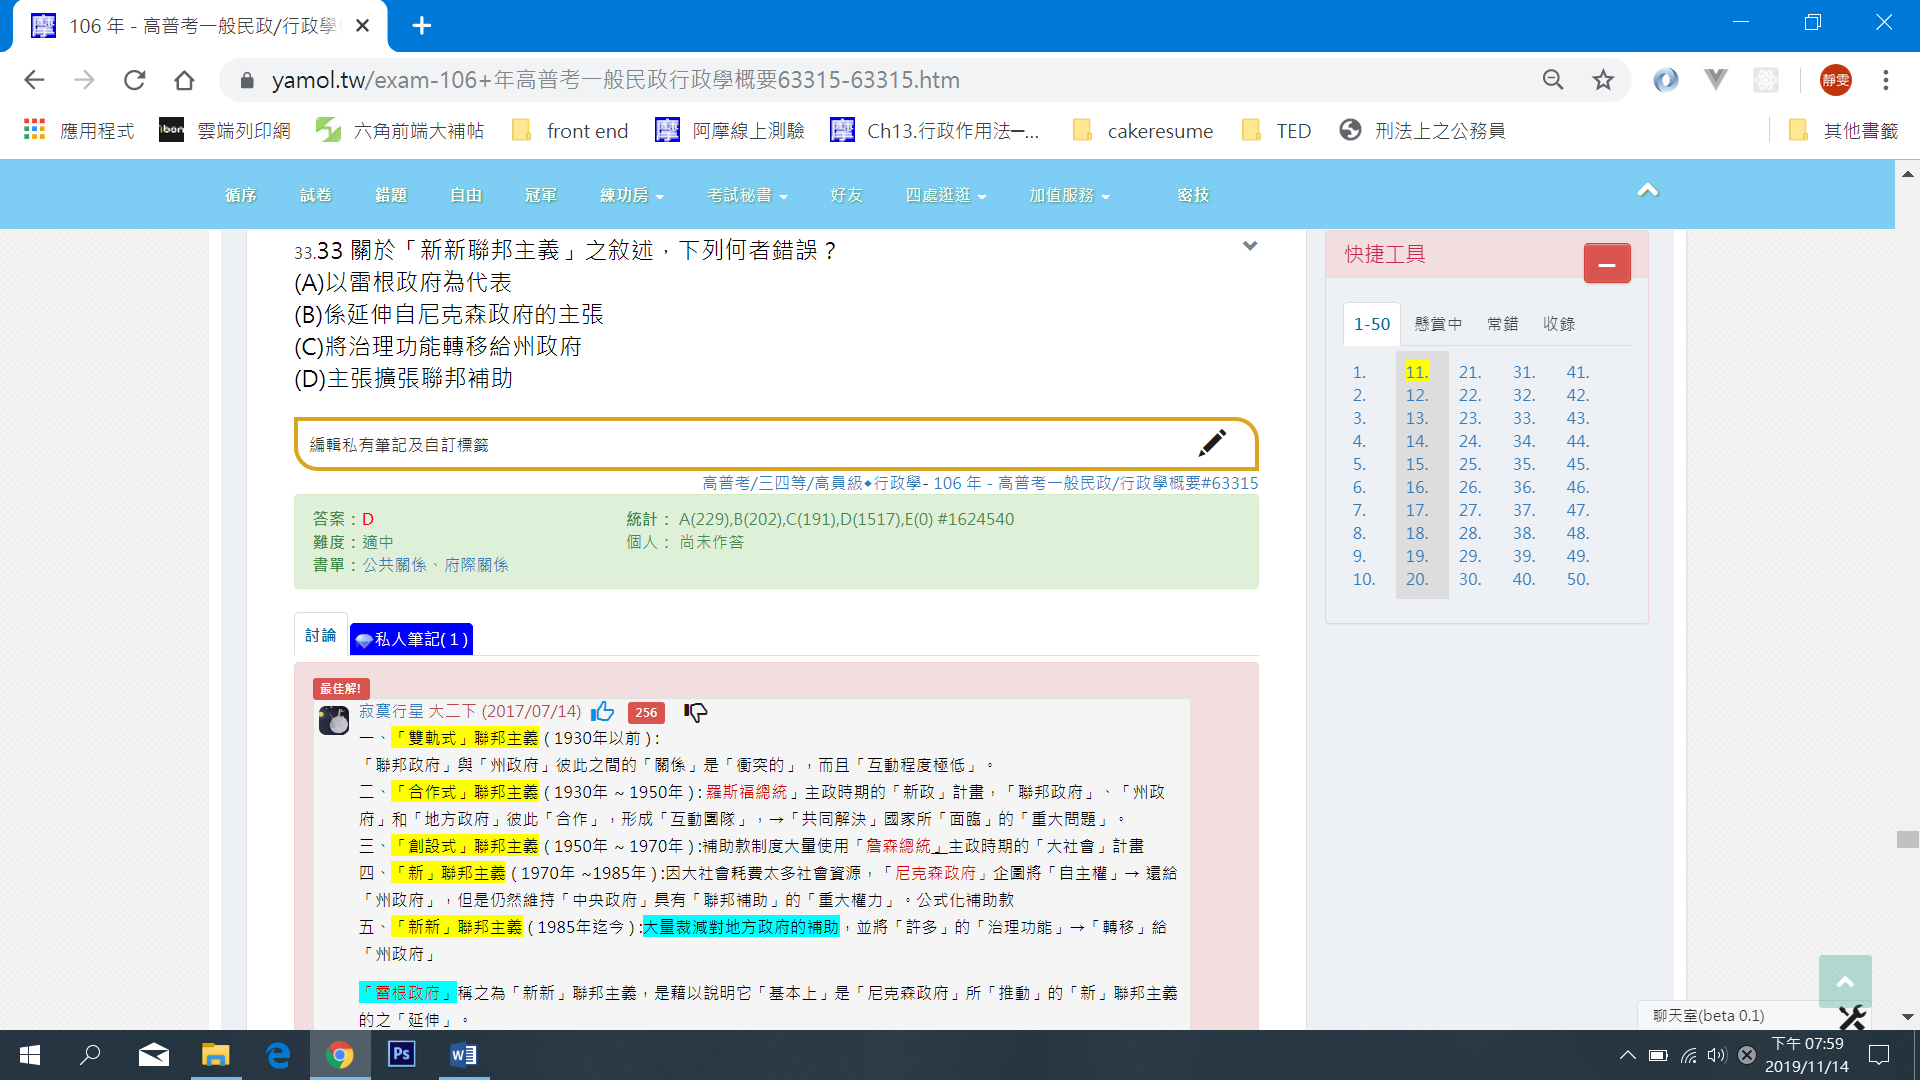 106 年 - 高普考一般民政/行政學
yamol.tw/exam-106+年高普考一般民政行政學概要63315-63315.htm
靜雯
應用程式
ibon
雲端列印網
六角前端大補帖
front end
摩
阿摩線上測驗
摩
Ch13.行政作用法—...
cakeresume
TED
刑法上之公務員
其他書籤
循序
試卷
錯題
自由
冠軍
練功房
考試秘書
好友
四處逛逛
加值服務
密技
33.33 關於「新新聯邦主義」之敘述，下列何者錯誤？
(A)以雷根政府為代表
(B)係延伸自尼克森政府的主張
(C)將治理功能轉移給州政府
(D)主張擴張聯邦補助
編輯私有筆記及自訂標籤
高普考/三四等/高員級◆行政學- 106 年 - 高普考一般民政/行政學概要#63315
答案：D
統計： A(229),B(202),C(191),D(1517),E(0) #1624540
難度：適中
個人： 尚未作答
書單：公共關係、府際關係
討論
私人筆記( 1 )
最佳解!
寂寞行星 大二下 (2017/07/14)
256
一、「雙軌式」聯邦主義 ( 1930年以前 ) :
「聯邦政府」與「州政府」彼此之間的「關係」是「衝突的」，而且「互動程度極低」。
二、「合作式」聯邦主義 ( 1930年 ~ 1950年 ) : 羅斯福總統」主政時期的「新政」計畫，「聯邦政府」、「州政
府」和「地方政府」彼此「合作」，形成「互動團隊」，→「共同解決」國家所「面臨」的「重大問題」。
三、「創設式」聯邦主義 ( 1950年 ~ 1970年 ) :補助款制度大量使用「詹森總統」主政時期的「大社會」計畫
四、「新」聯邦主義 ( 1970年 ~1985年 ) :因大社會耗費太多社會資源，「尼克森政府」企圖將「自主權」→ 還給
「州政府」，但是仍然維持「中央政府」具有「聯邦補助」的「重大權力」。公式化補助款
五、「新新」聯邦主義 ( 1985年迄今 ) :大量裁減對地方政府的補助，並將「許多」的「治理功能」→「轉移」給
「州政府」
「雷根政府」稱之為「新新」聯邦主義，是藉以說明它「基本上」是「尼克森政府」所「推動」的「新」聯邦主義
的之「延伸」。
快捷工具
1-50
懸賞中
常錯
收錄
1. 11. 21. 31. 41.
2. 12. 22. 32. 42.
3. 13. 23. 33. 43.
4. 14. 24. 34. 44.
5. 15. 25. 35. 45.
6. 16. 26. 36. 46.
7. 17. 27. 37. 47.
8. 18. 28. 38. 48.
9. 19. 29. 39. 49.
10. 20. 30. 40. 50.
聊天室(beta 0.1)
Ps
下午 07:59
2019/11/14